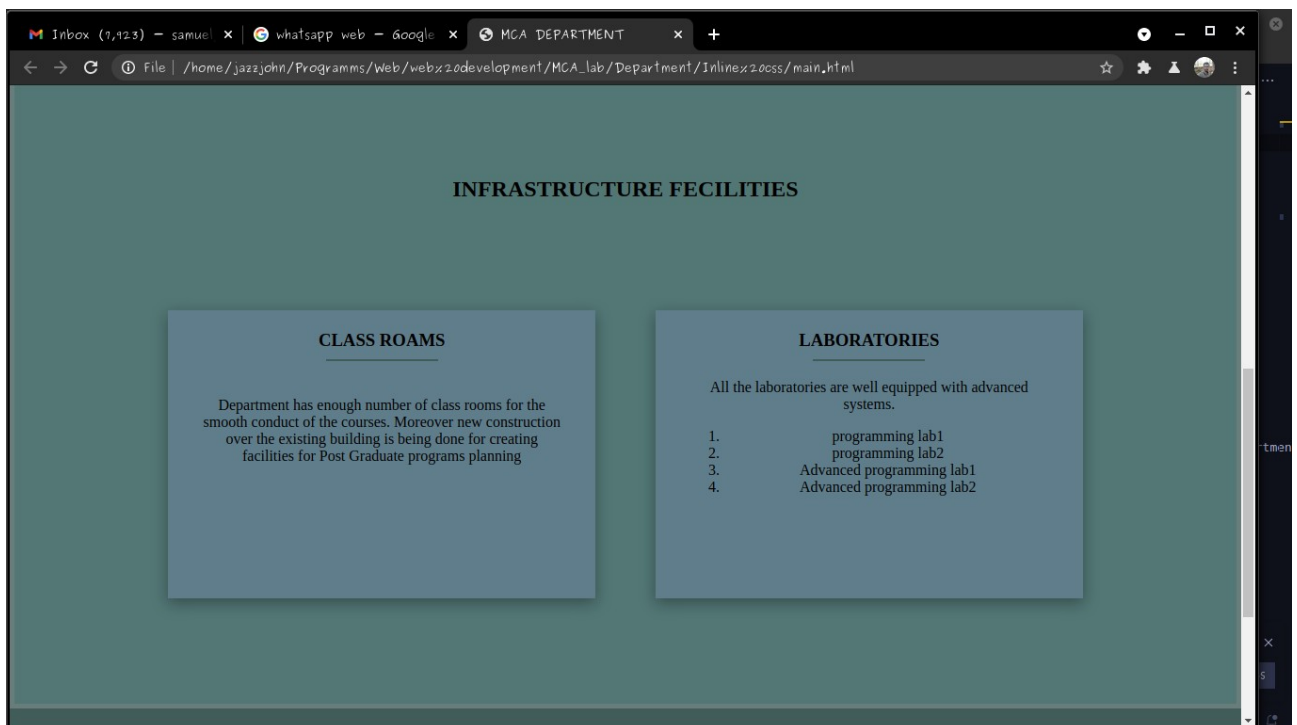 Inbox (7,923) – samuel
whatsapp web – Google
MCA DEPARTMENT
File | /home/jazzjohn/Programms/Web/web%20development/MCA_lab/Department/Inline%20css/main.html
INFRASTRUCTURE FECILITIES
CLASS ROAMS
Department has enough number of class rooms for the
smooth conduct of the courses. Moreover new construction
over the existing building is being done for creating
facilities for Post Graduate programs planning
LABORATORIES
All the laboratories are well equipped with advanced
systems.
1. programming lab1
2. programming lab2
3. Advanced programming lab1
4. Advanced programming lab2